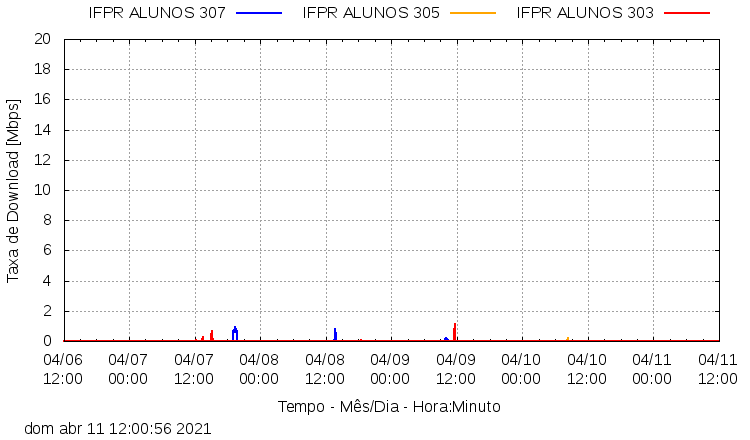 IFPR ALUNOS 307 IFPR ALUNOS 305 IFPR ALUNOS 303
Taxa de Download [Mbps]
20
18
16
14
12
10
8
6
4
2
0
04/06 04/07 04/07 04/08 04/08 04/09 04/09 04/10 04/10 04/11 04/11
12:00 00:00 12:00 00:00 12:00 00:00 12:00 00:00 12:00 00:00 12:00
Tempo - Mês/Dia - Hora:Minuto
dom abr 11 12:00:56 2021